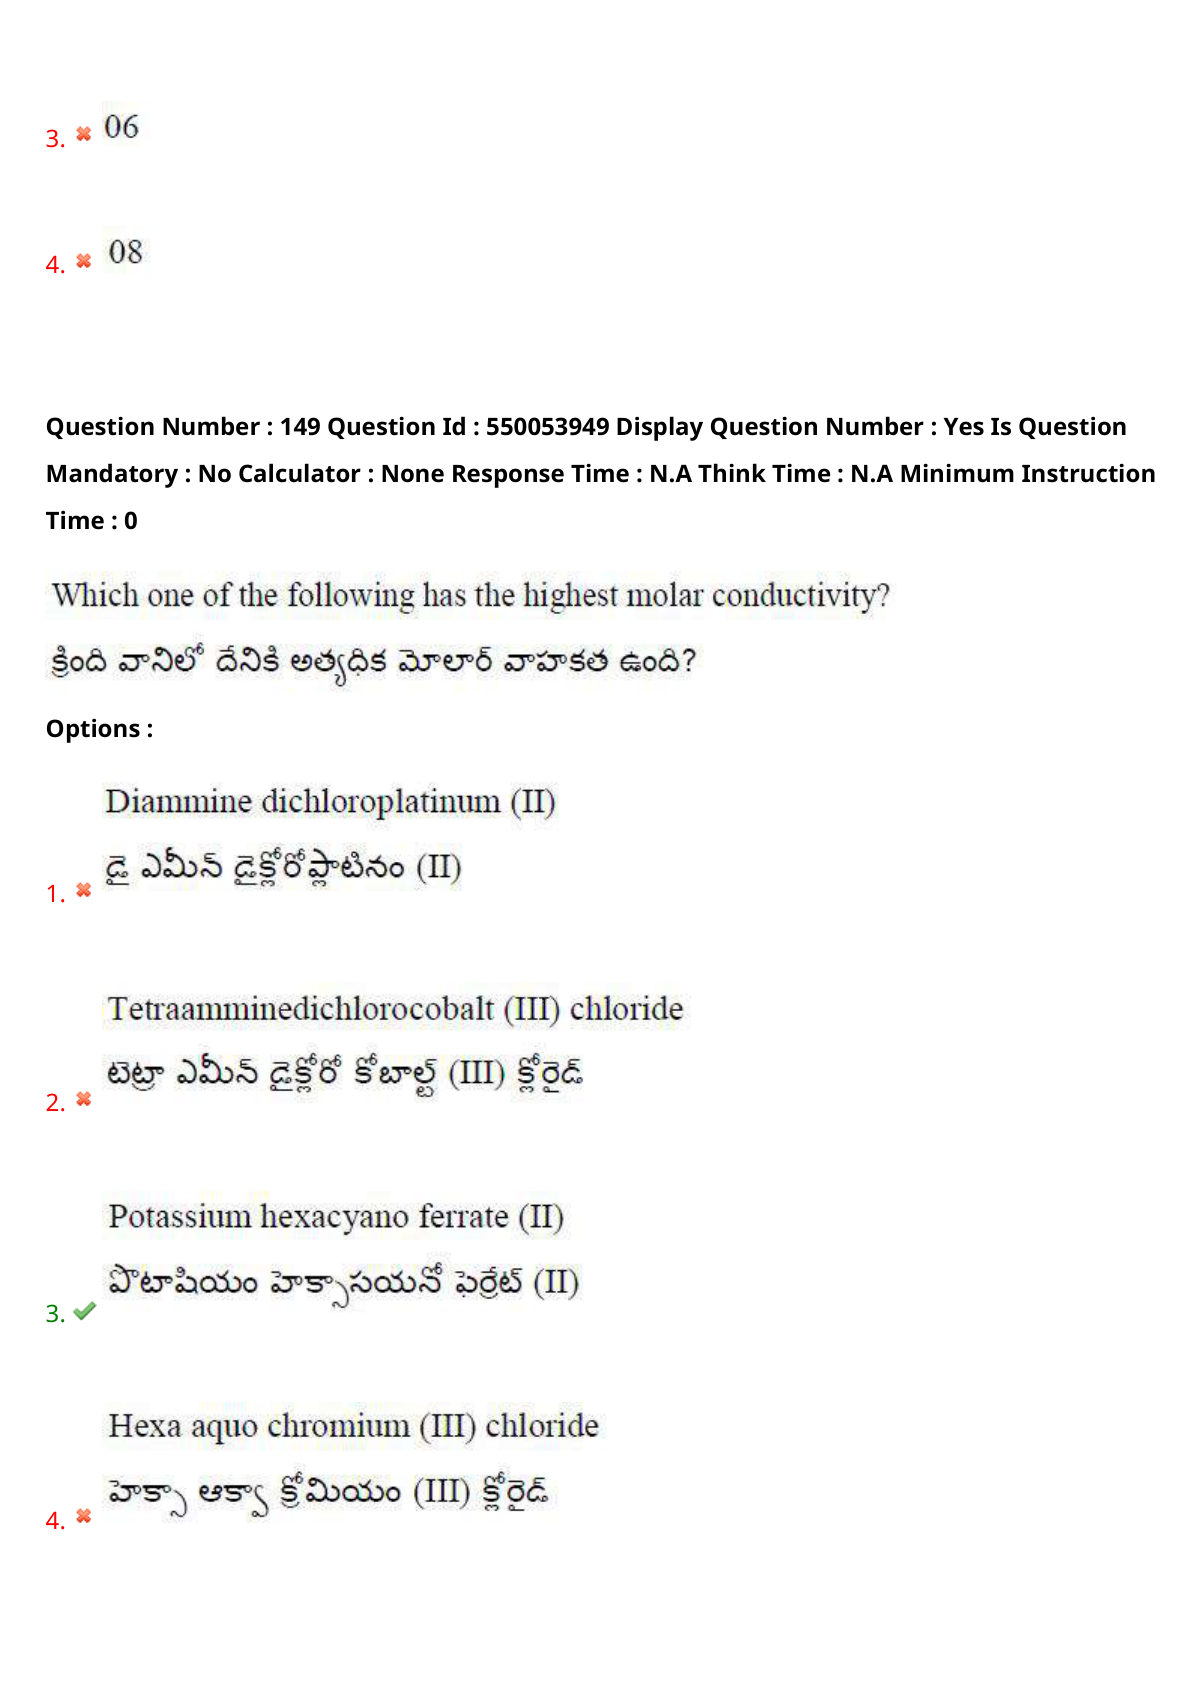 3. 06
4. 08
Question Number : 149 Question Id : 550053949 Display Question Number : Yes Is Question
Mandatory : No Calculator : None Response Time : N.A Think Time : N.A Minimum Instruction
Time : 0
Which one of the following has the highest molar conductivity?
క్రింది వానిలో దేనికి అత్యధిక మోలార్ వాహకత ఉంది?
Options :
Diammine dichloroplatinum (II)
డై ఎమీన్ డైక్లోరోప్లాటినం (II)
1.
Tetraamminedichlorocobalt (III) chloride
టెట్రా ఎమీన్ డైక్లోరో కోబాల్ట్ (III) క్లోరైడ్
2.
Potassium hexacyano ferrate (II)
పొటాషియం హెక్సాసయనో ఫెర్రేట్ (II)
3.
Hexa aquo chromium (III) chloride
హెక్సా ఆక్వా క్రోమియం (III) క్లోరైడ్
4.